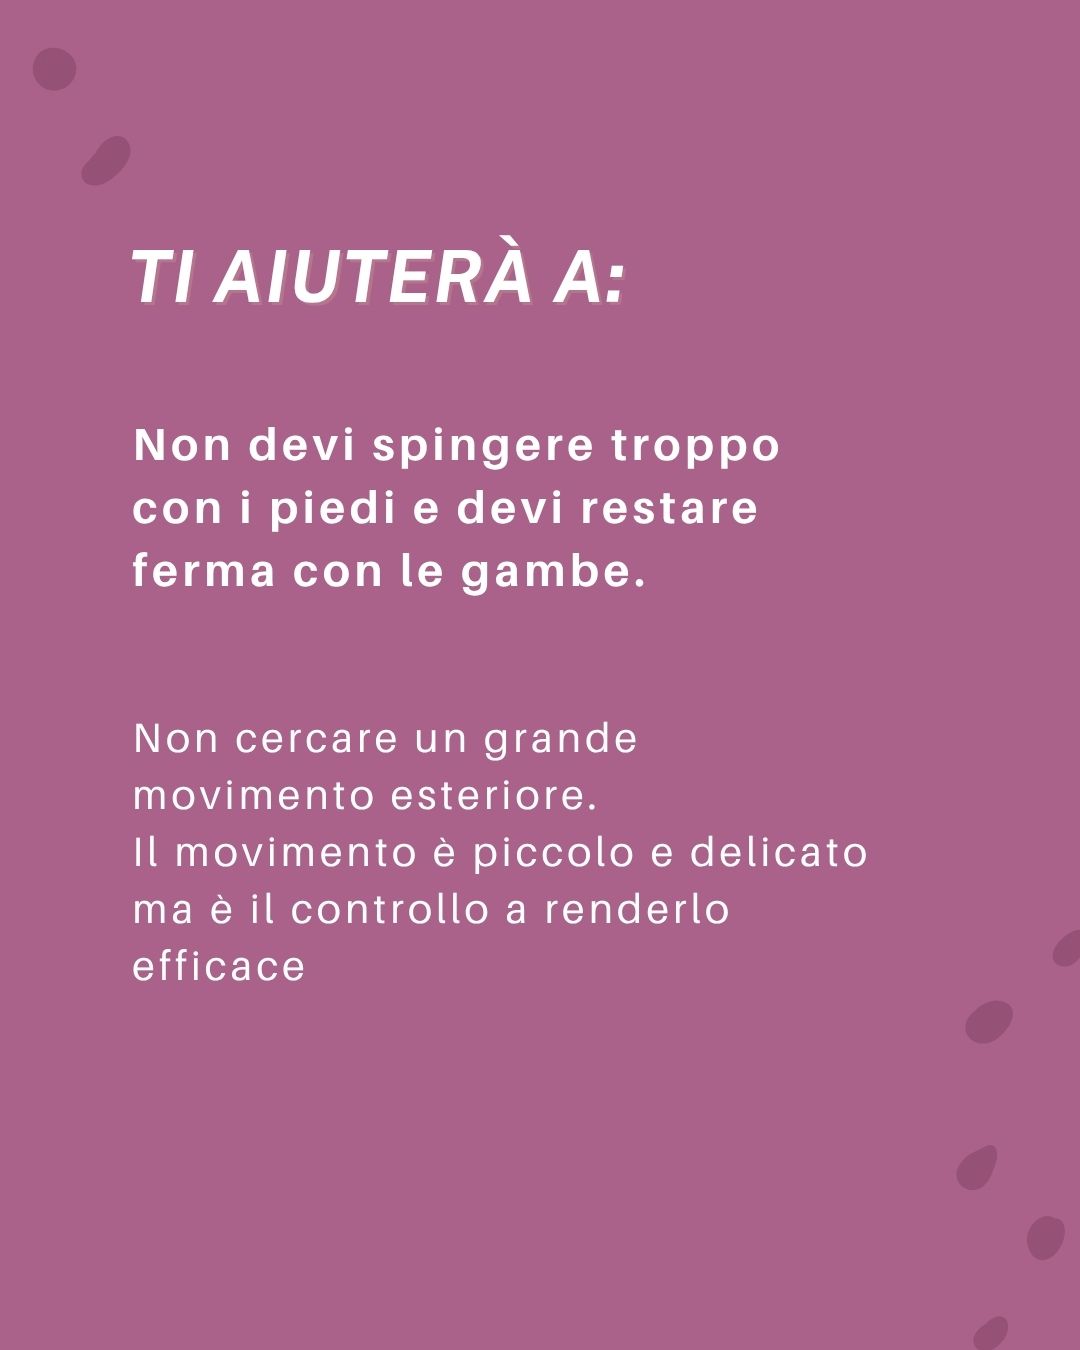 TI AIUTERÀ A:
Non devi spingere troppo
con i piedi e devi restare
ferma con le gambe.
Non cercare un grande
movimento esteriore.
Il movimento è piccolo e delicato
ma è il controllo a renderlo
efficace